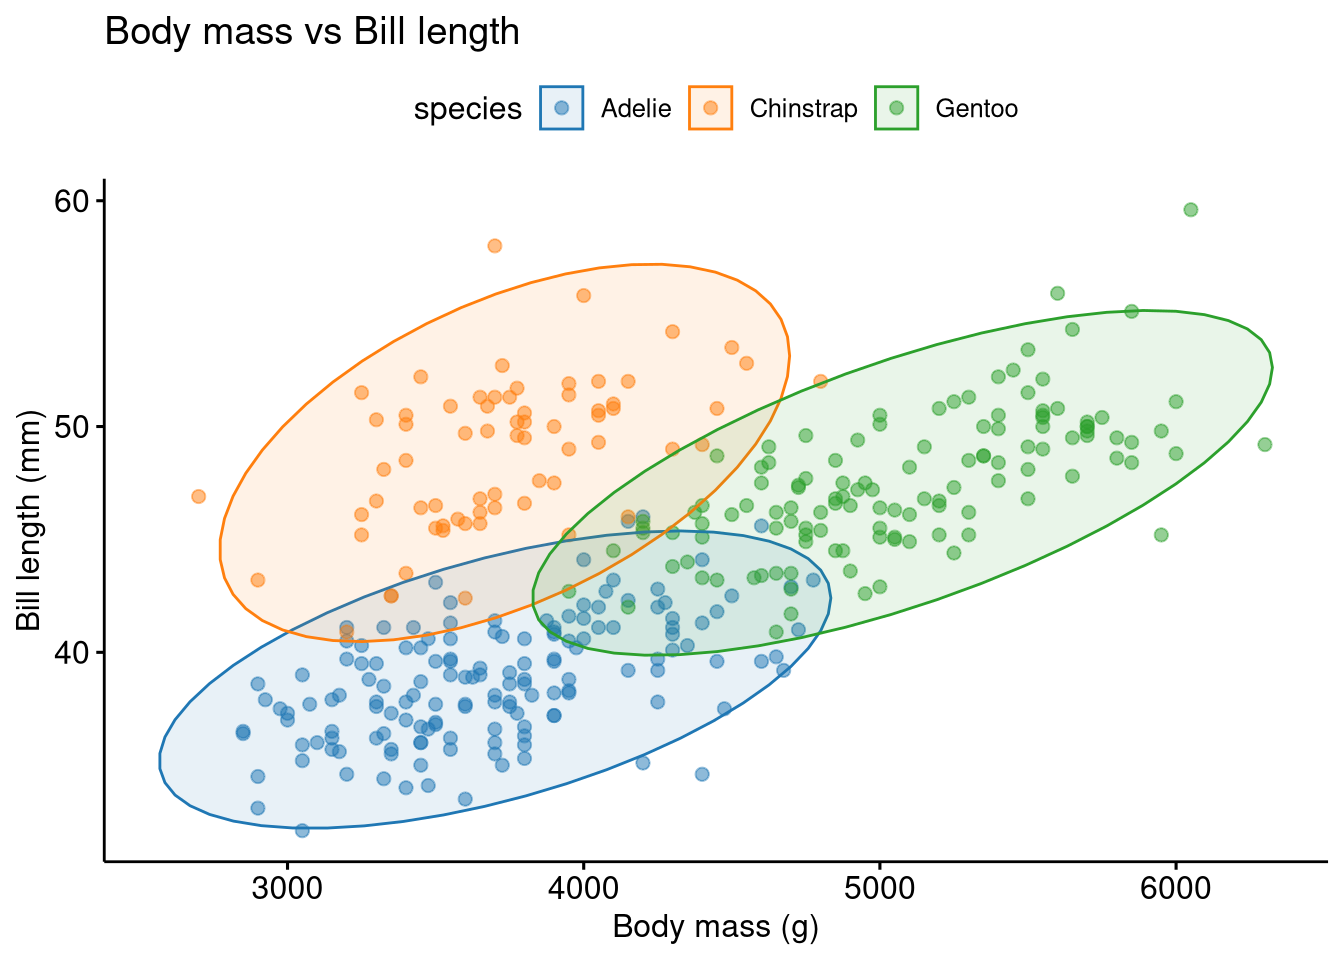 Body mass vs Bill length
species Adelie Chinstrap Gentoo
60
50
40
Bill length (mm)
3000 4000 5000 6000
Body mass (g)